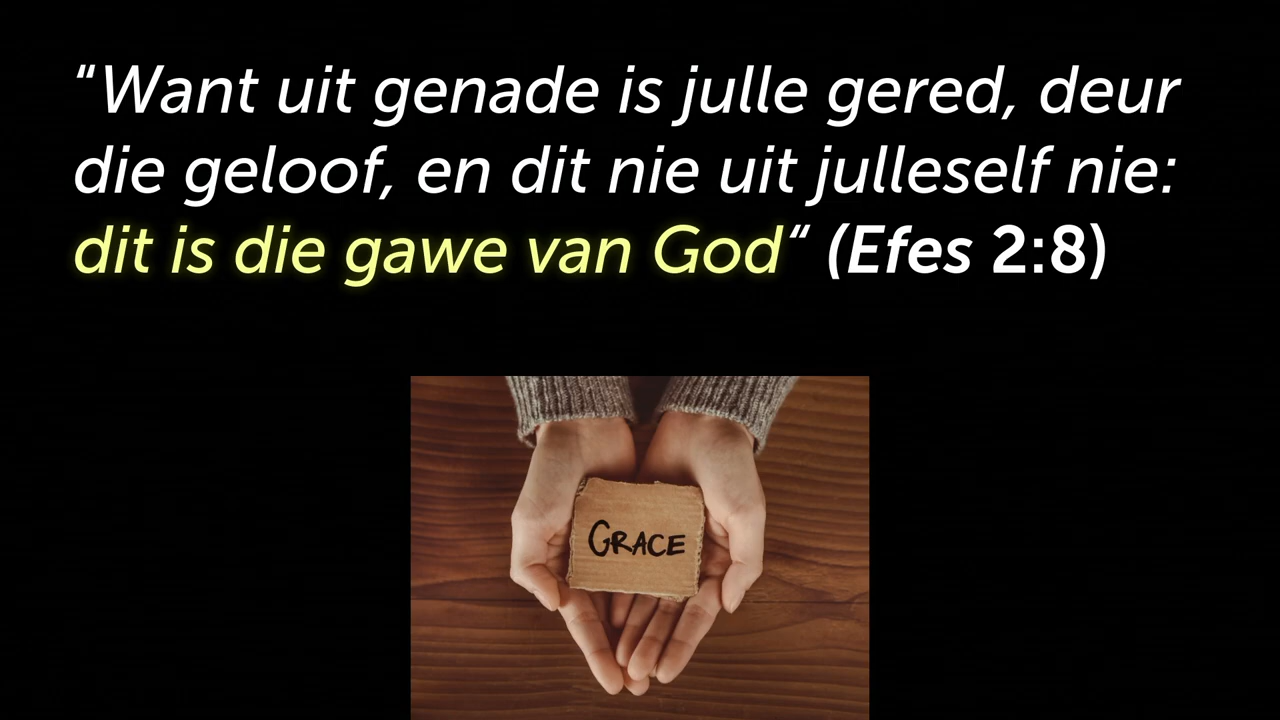 “Want uit genade is julle gered, deur
die geloof, en dit nie uit julleself nie:
dit is die gawe van God“ (Efes 2:8)
GRACE